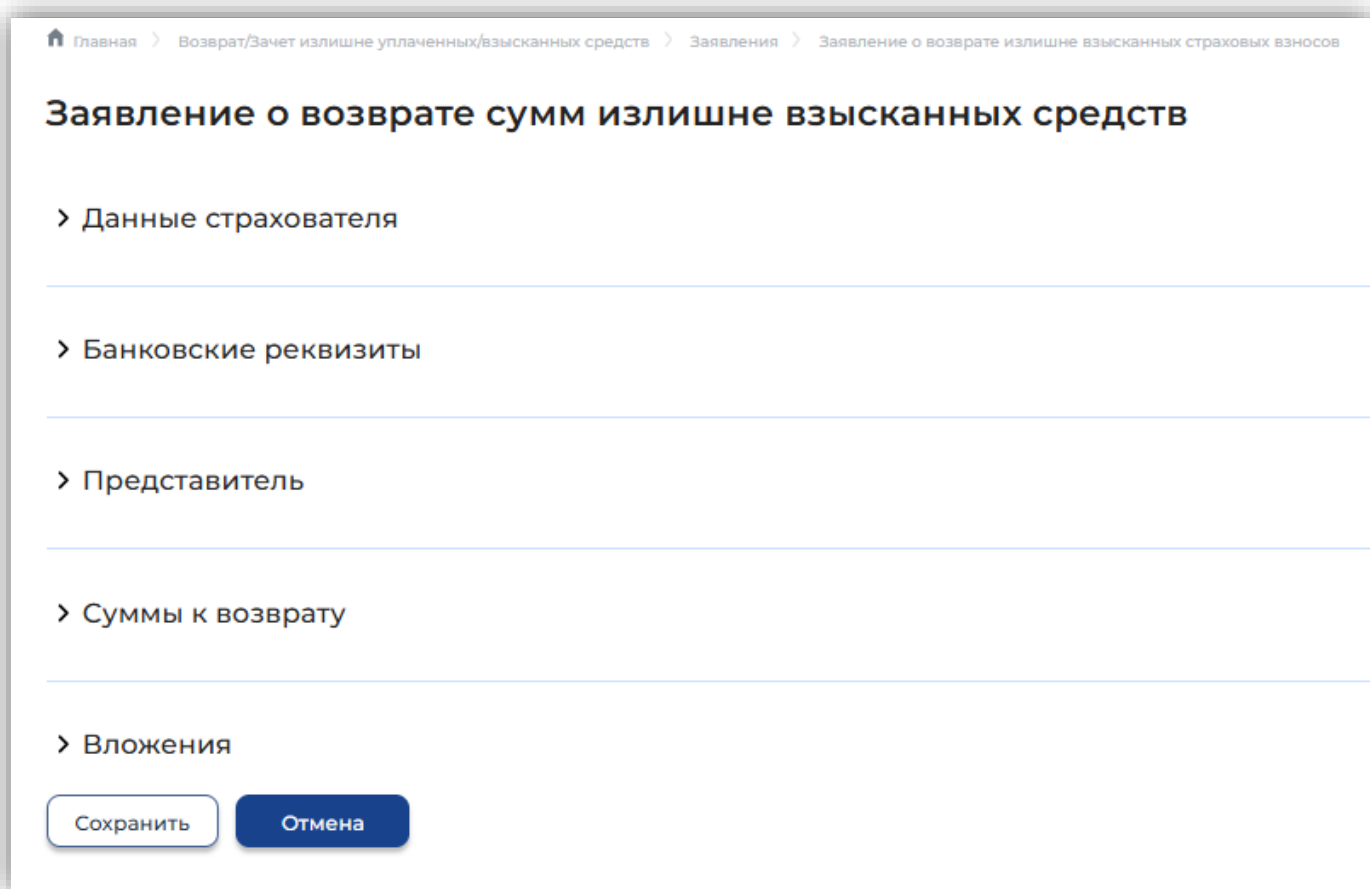 Главная > Возврат/Зачет излишне уплаченных/взысканных средств > Заявления > Заявление о возврате излишне взысканных страховых взносов
Заявление о возврате сумм излишне взысканных средств
> Данные страхователя
> Банковские реквизиты
> Представитель
> Суммы к возврату
> Вложения
Сохранить Отмена